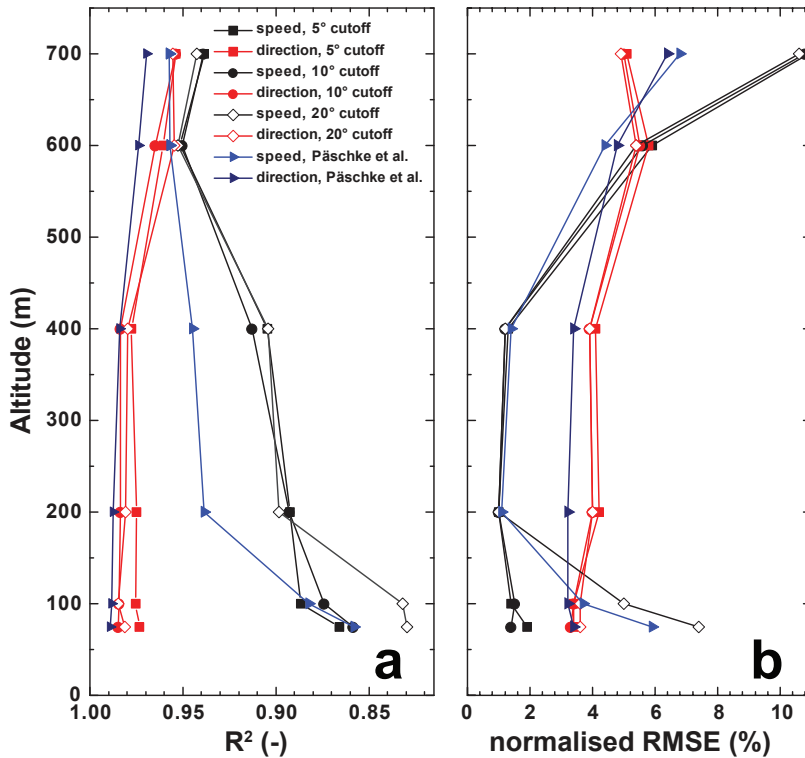 700
600
500
400
300
200
100
0
Altitude (m)
speed, 5° cutoff
direction, 5° cutoff
speed, 10° cutoff
direction, 10° cutoff
speed, 20° cutoff
direction, 20° cutoff
speed, Päschke et al.
direction, Päschke et al.
a
1.00 0.95 0.90 0.85
R² (-)
b
0 2 4 6 8 10
normalised RMSE (%)